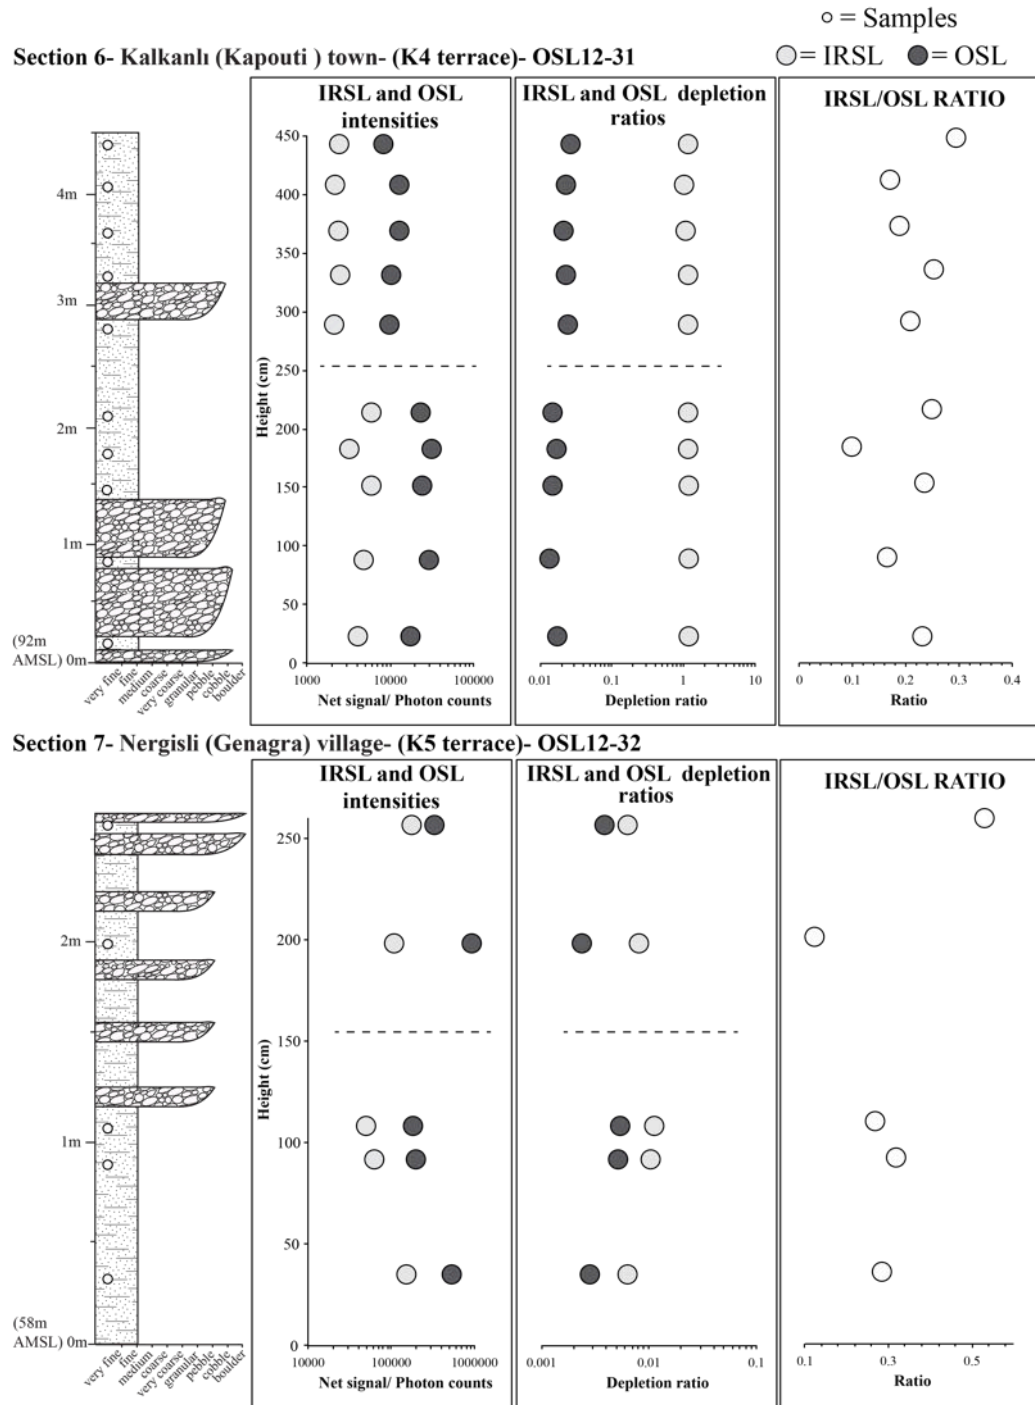 ○ = Samples
Section 6- Kalkanlı (Kapouti ) town- (K4 terrace)- OSL12-31
= IRSL = OSL
IRSL and OSL
intensities
IRSL and OSL depletion
ratios
IRSL/OSL RATIO
4m
3m
2m
1m
(92m
AMSL) 0m
very fine
fine
medium
coarse
very coarse
granular
pebble
cobble
boulder
Height (cm)
450
400
350
300
250
200
150
100
50
0
1000 10000 100000
Net signal/ Photon counts
0.01 0.1 1 10
Depletion ratio
0 0.1 0.2 0.3 0.4
Ratio
Section 7- Nergisli (Genagra) village- (K5 terrace)- OSL12-32
IRSL and OSL
intensities
IRSL and OSL depletion
ratios
IRSL/OSL RATIO
2m
1m
(58m
AMSL) 0m
very fine
fine
medium
coarse
very coarse
granular
pebble
cobble
boulder
Height (cm)
250
200
150
100
50
0
10000 100000 1000000
Net signal/ Photon counts
0.001 0.01 0.1
Depletion ratio
0.1 0.3 0.5
Ratio